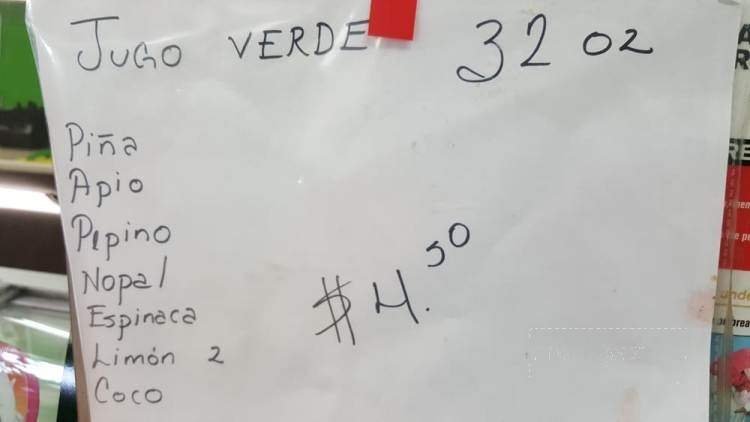 JUGO VERDE 32 oz
Piña
Apio
Pepino
Nopal
Espinaca
Limón 2
Coco
$4.50